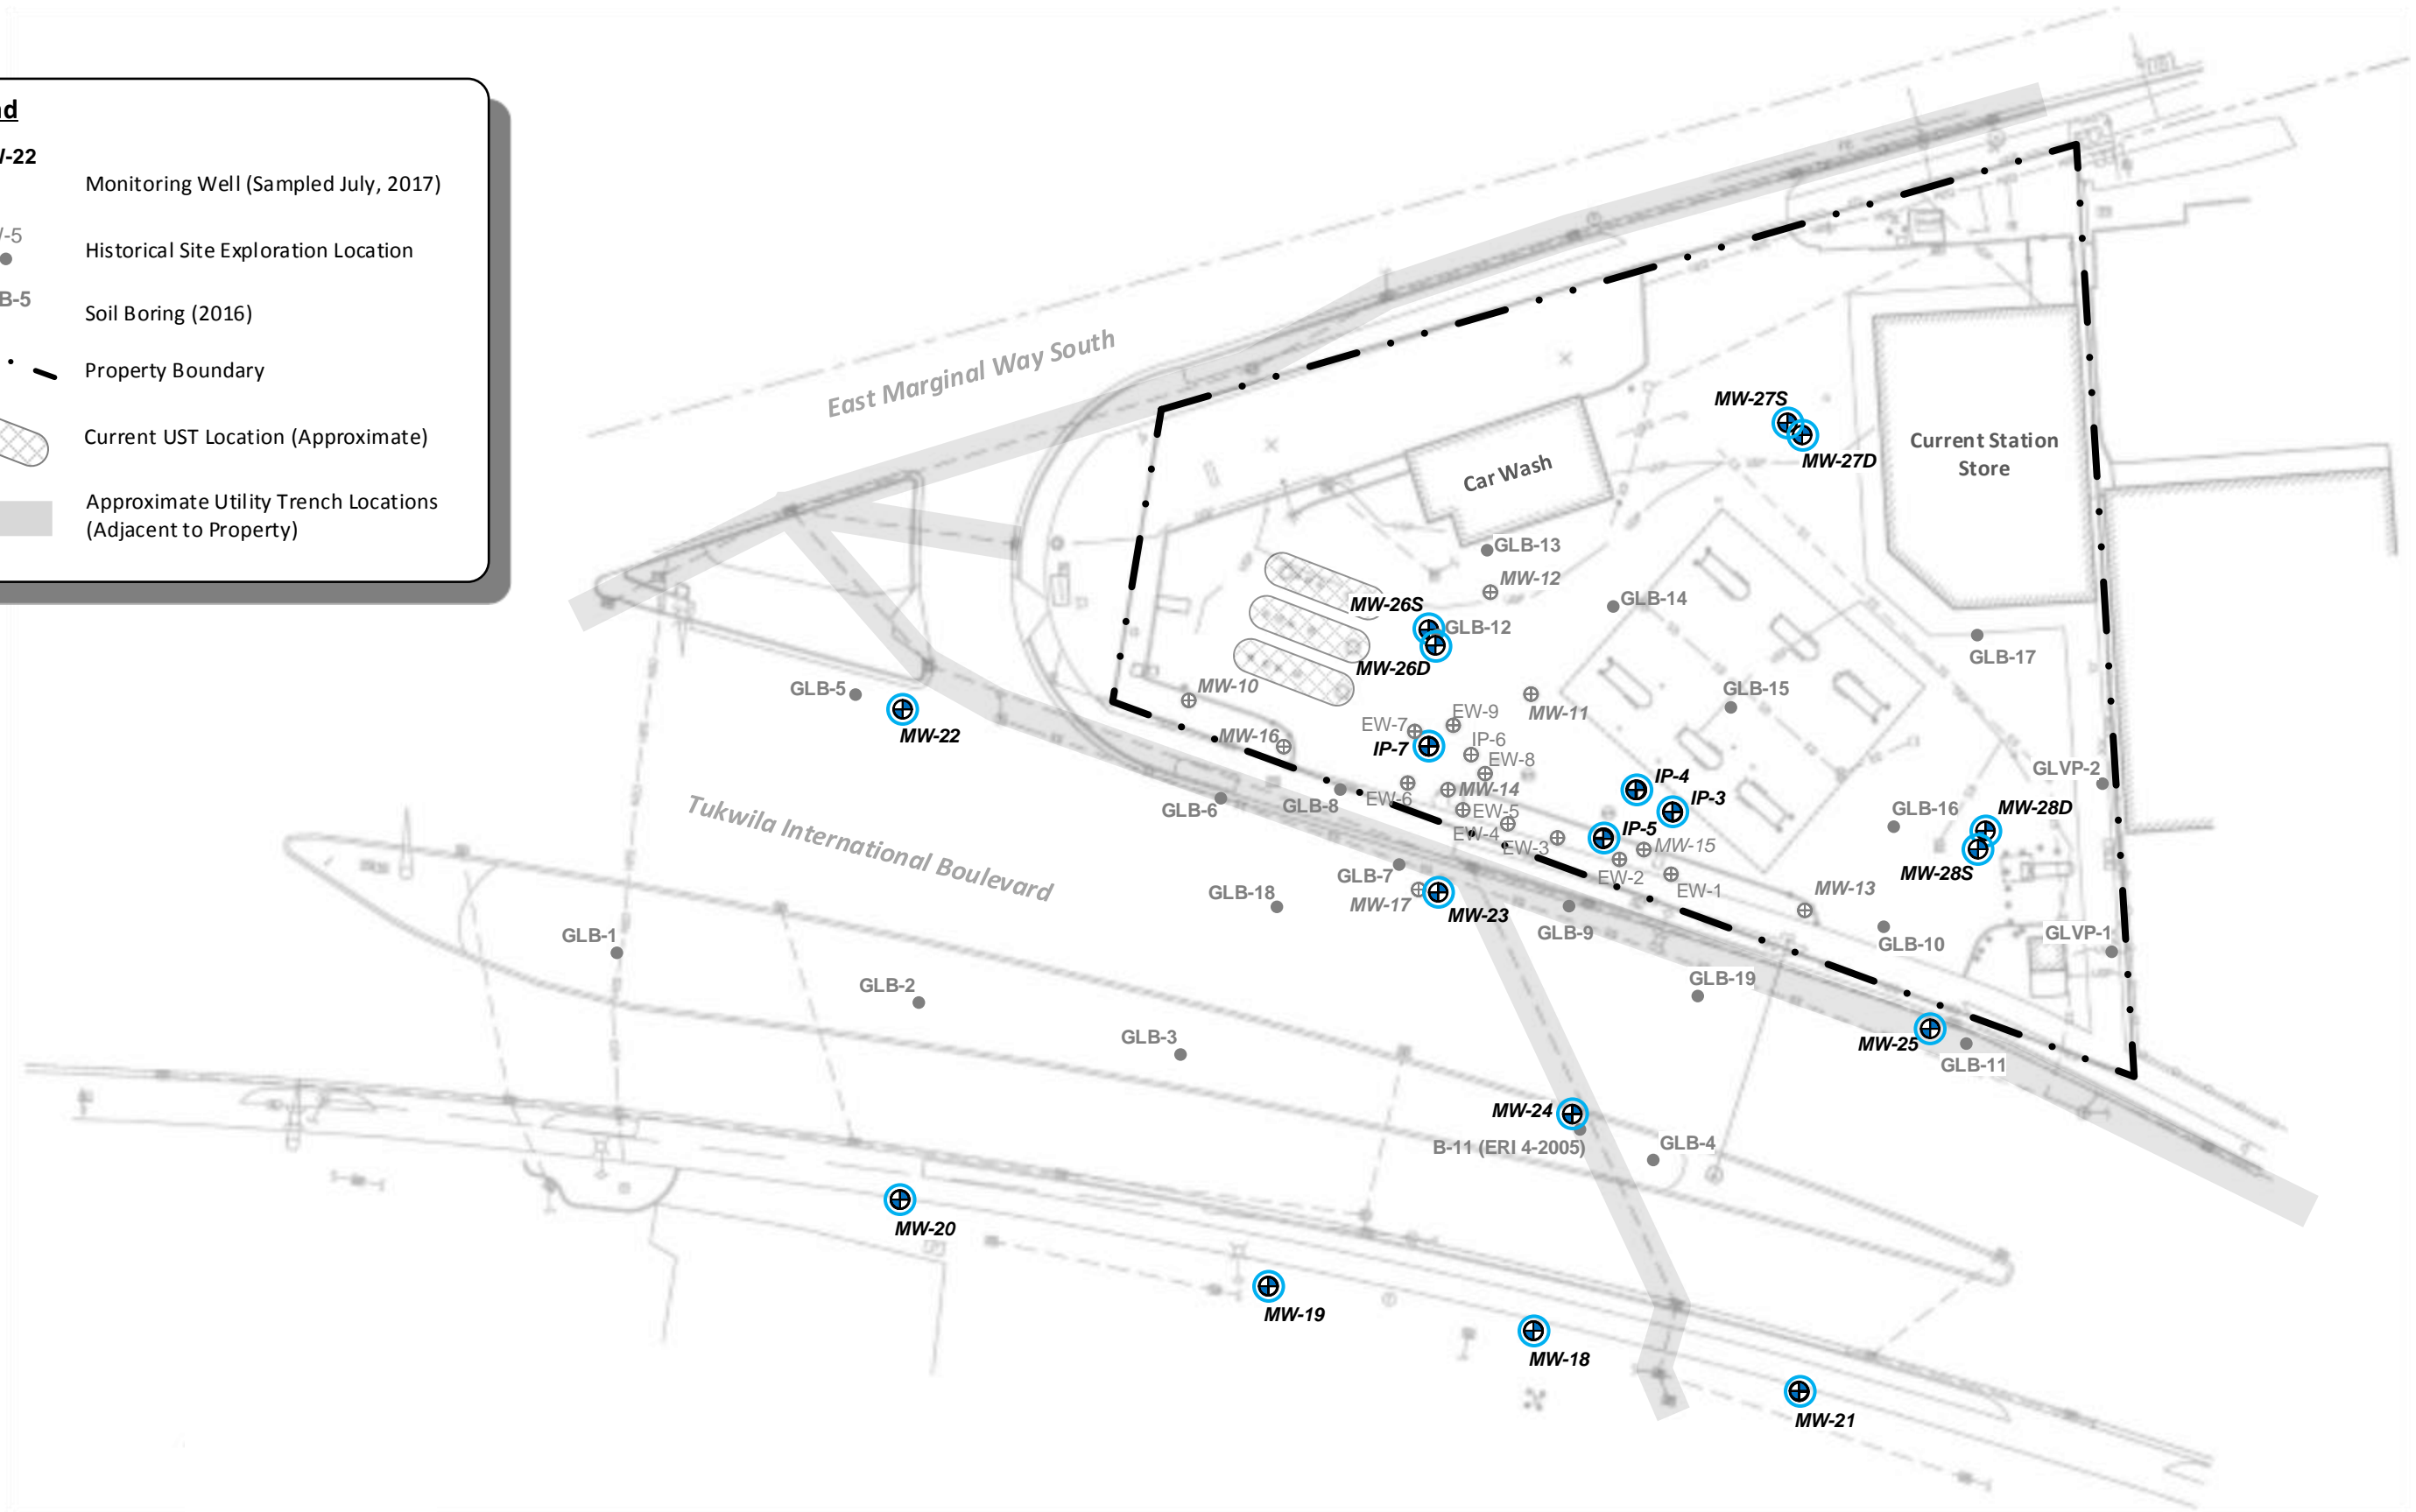 nd
V-22
Monitoring Well (Sampled July, 2017)
V-5
Historical Site Exploration Location
B-5
Soil Boring (2016)
Property Boundary
Current UST Location (Approximate)
Approximate Utility Trench Locations
(Adjacent to Property)
East Marginal Way South
MW-27S
MW-27D
Current Station
Store
Car Wash
GLB-13
MW-12
MW-26S
GLB-12
MW-26D
GLB-14
GLB-17
GLB-5
MW-22
MW-10
MW-16
EW-7
EW-9
IP-7
IP-6
EW-8
MW-11
GLB-15
IP-4
IP-3
GLVP-2
GLB-16
MW-28D
MW-28S
GLB-6
GLB-8
EW-6
MW-14
EW-5
EW-4
EW-3
IP-5
MW-15
EW-2
EW-1
MW-13
Tukwila International Boulevard
GLB-7
GLB-18
MW-17
MW-23
GLB-9
GLB-10
GLVP-1
GLB-1
GLB-2
GLB-3
GLB-19
MW-25
GLB-11
MW-24
B-11 (ERI 4-2005)
GLB-4
MW-20
MW-19
MW-18
MW-21